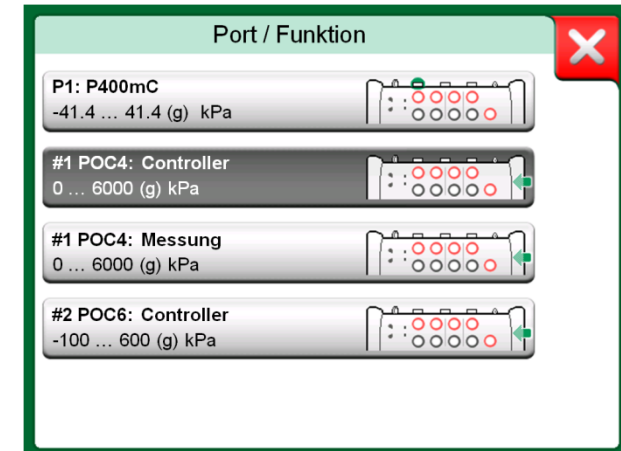 Port / Funktion
P1: P400mC
-41.4 ... 41.4 (g) kPa
#1 POC4: Controller
0 ... 6000 (g) kPa
#1 POC4: Messung
0 ... 6000 (g) kPa
#2 POC6: Controller
-100 ... 600 (g) kPa